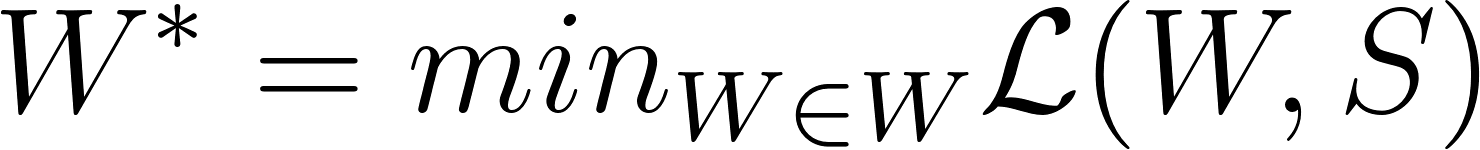 W* = min_{W ∈ W} 𝓛(W, S)